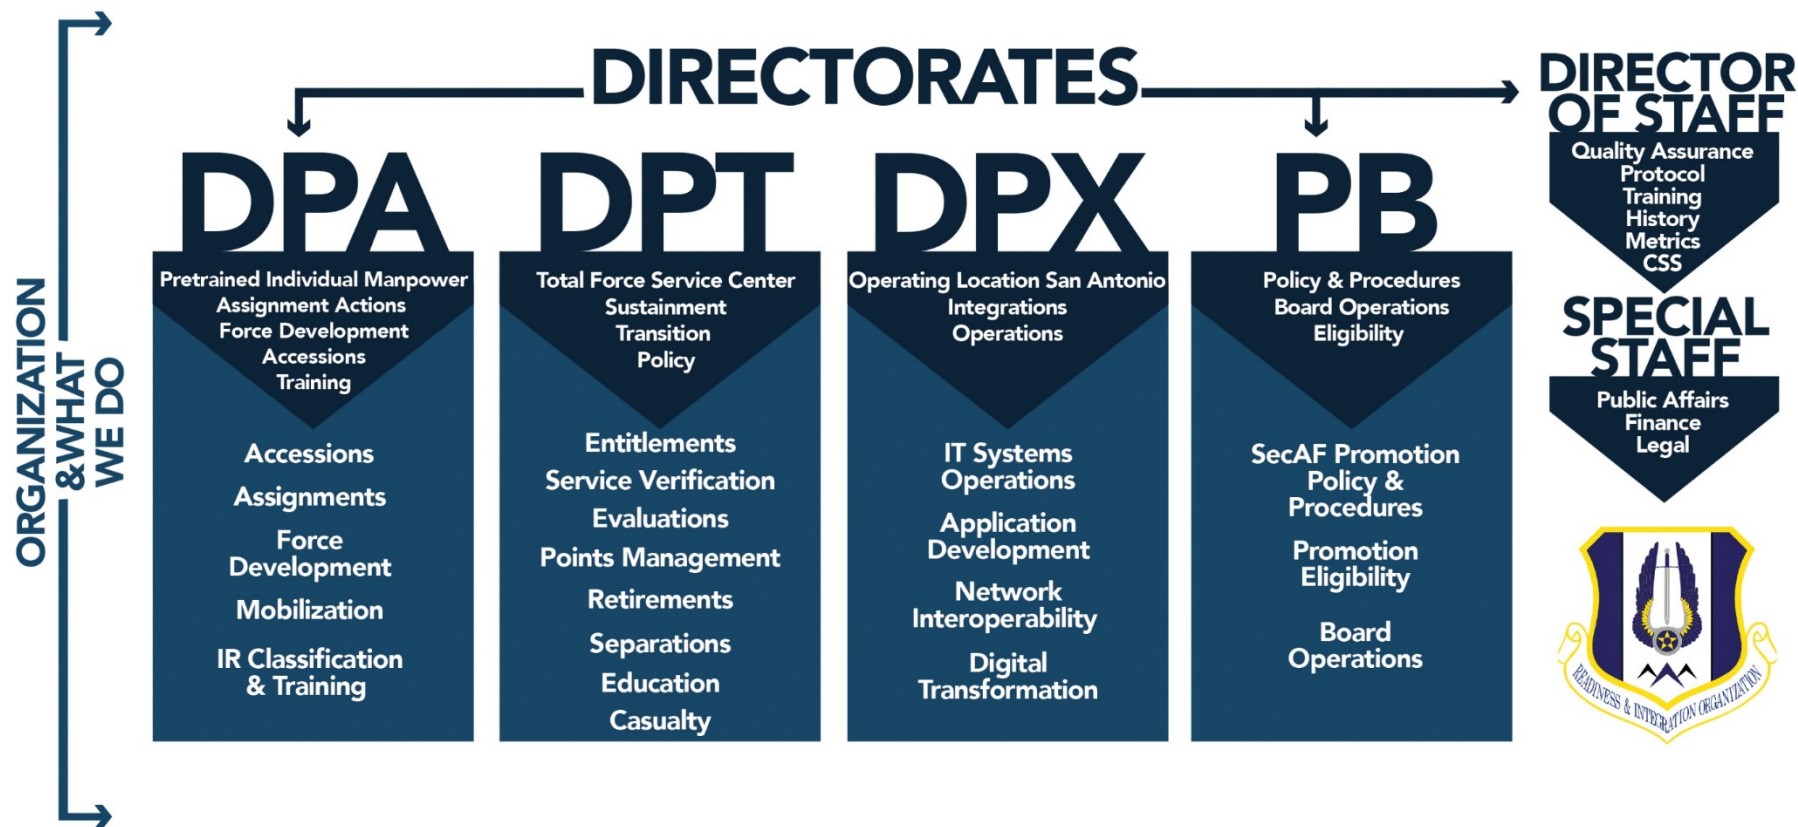 ORGANIZATION
&WHAT
WE DO
DIRECTORATES
DPA
Pretrained Individual Manpower
Assignment Actions
Force Development
Accessions
Training
Accessions
Assignments
Force
Development
Mobilization
IR Classification
& Training
DPT
Total Force Service Center
Sustainment
Transition
Policy
Entitlements
Service Verification
Evaluations
Points Management
Retirements
Separations
Education
Casualty
DPX
Operating Location San Antonio
Integrations
Operations
IT Systems
Operations
Application
Development
Network
Interoperability
Digital
Transformation
PB
Policy & Procedures
Board Operations
Eligibility
SecAF Promotion
Policy &
Procedures
Promotion
Eligibility
Board
Operations
DIRECTOR
OF STAFF
Quality Assurance
Protocol
Training
History
Metrics
CSS
SPECIAL
STAFF
Public Affairs
Finance
Legal
READINESS & INTEGRATION ORGANIZATION